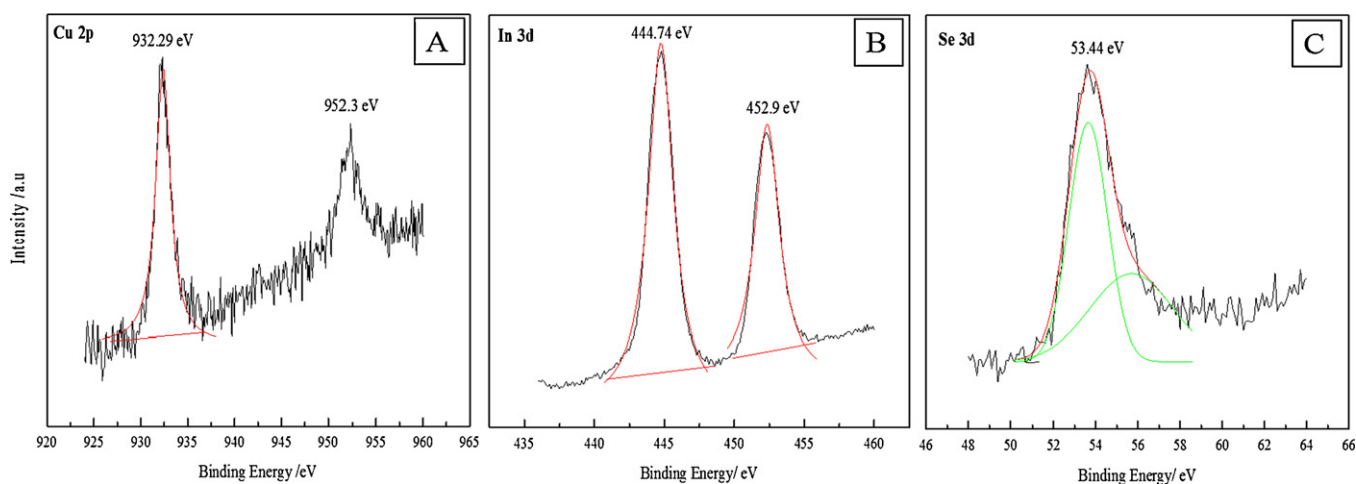 Cu 2p
932.29 eV
952.3 eV
A
Intensity /a.u
920 925 930 935 940 945 950 955 960 965
Binding Energy /eV
In 3d
444.74 eV
452.9 eV
B
435 440 445 450 455 460
Binding Energy/ eV
Se 3d
53.44 eV
C
46 48 50 52 54 56 58 60 62 64 66
Binding Energy/ eV